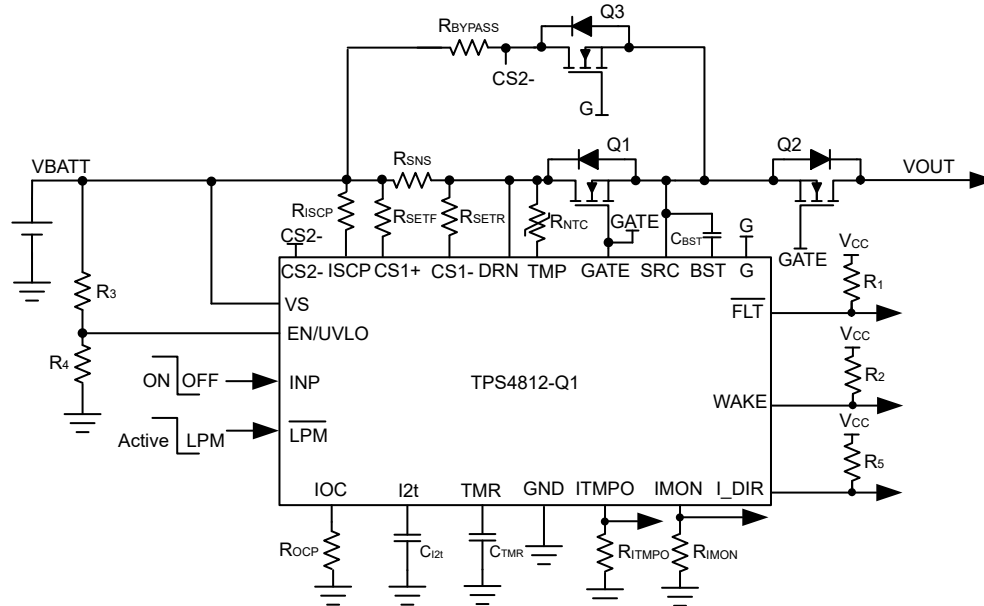 Q3
RBYPASS
CS2-
G
VBATT
RSNS
Q1
Q2
VOUT
RISCP
RSETF
RSETR
RNTC
GATE
CBST
G
CS2-
GATE
CS2- ISCP CS1+ CS1- DRN TMP GATE SRC BST G
VCC
R1
R3
VS
FLT
EN/UVLO
VCC
R4
R2
ON OFF
INP
TPS4812-Q1
WAKE
VCC
Active LPM
LPM
R5
IOC I2t TMR GND ITMPO IMON I_DIR
ROCP
CI2t
CTMR
RITMPO
RIMON